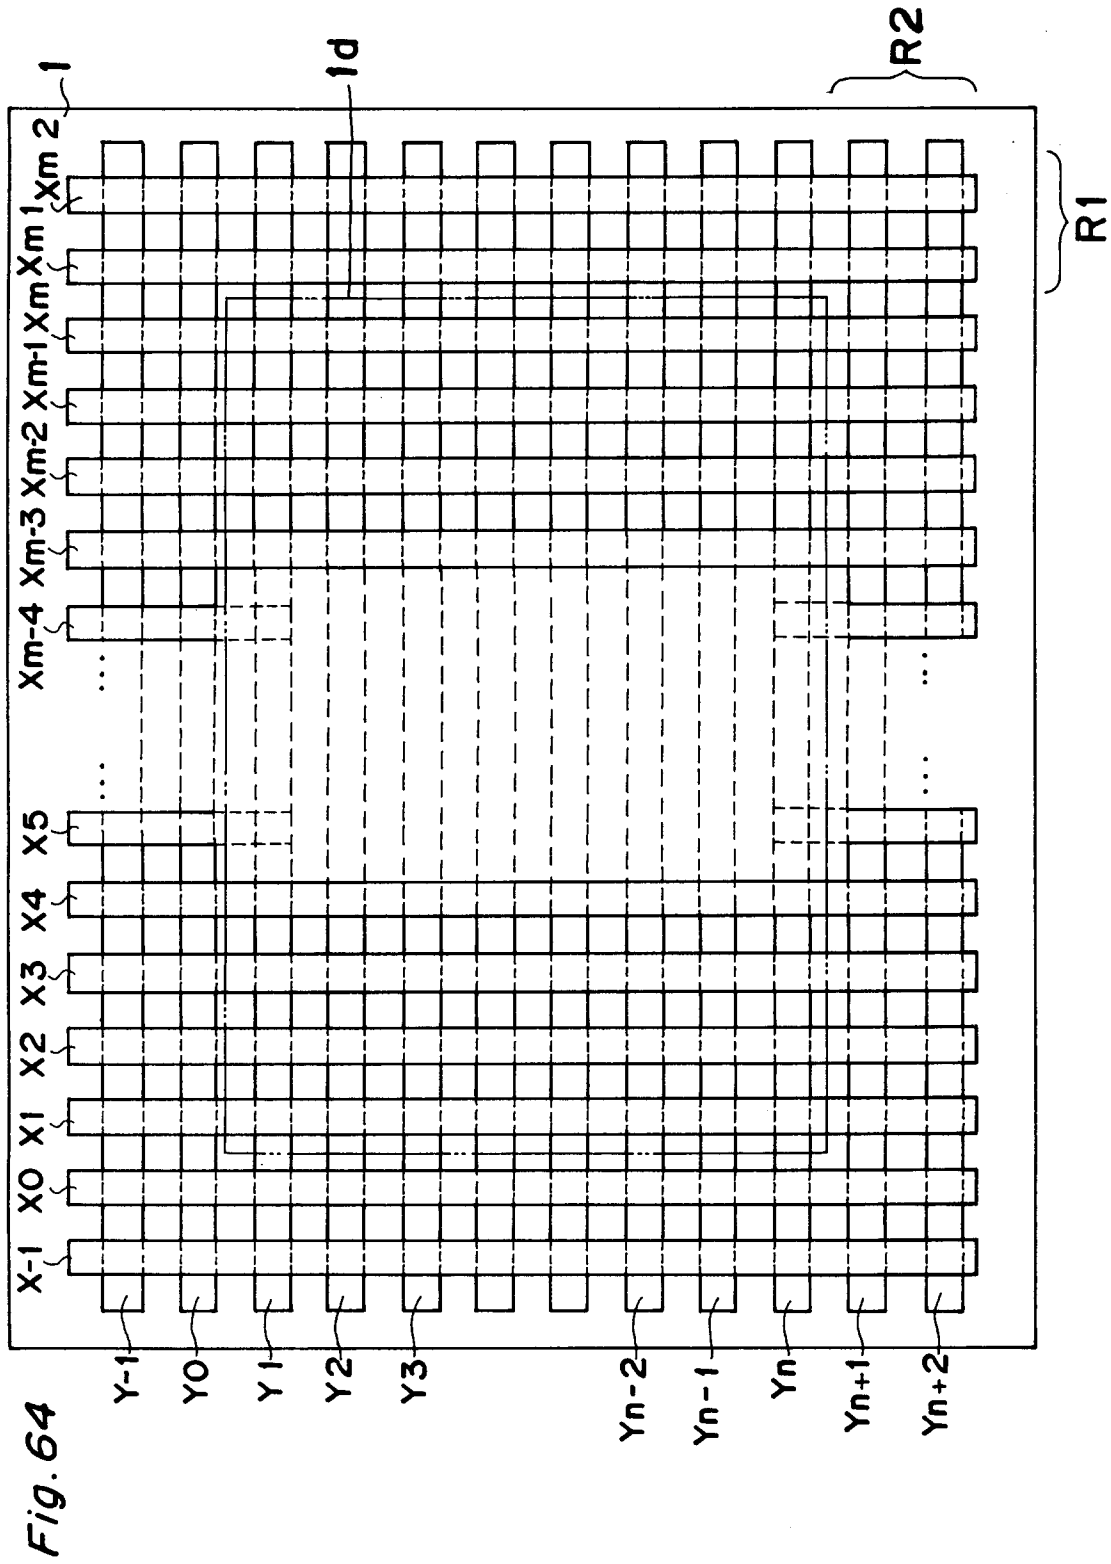 Fig. 64
X-1
X0
X1
X2
X3
X4
X5
...
...
Xm-4
Xm-3
Xm-2
Xm-1
Xm
Xm 1
Xm 2
1
1d
Y-1
Y0
Y1
Y2
Y3
Yn-2
Yn-1
Yn
Yn+1
Yn+2
...
...
R1
R2